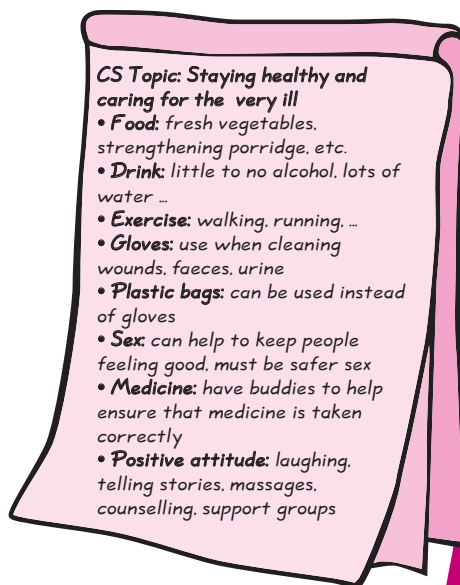 CS Topic: Staying healthy and
caring for the very ill
• Food: fresh vegetables,
strengthening porridge, etc.
• Drink: little to no alcohol, lots of
water ...
• Exercise: walking, running, ...
• Gloves: use when cleaning
wounds, faeces, urine
• Plastic bags: can be used instead
of gloves
• Sex: can help to keep people
feeling good, must be safer sex
• Medicine: have buddies to help
ensure that medicine is taken
correctly
• Positive attitude: laughing,
telling stories, massages,
counselling, support groups